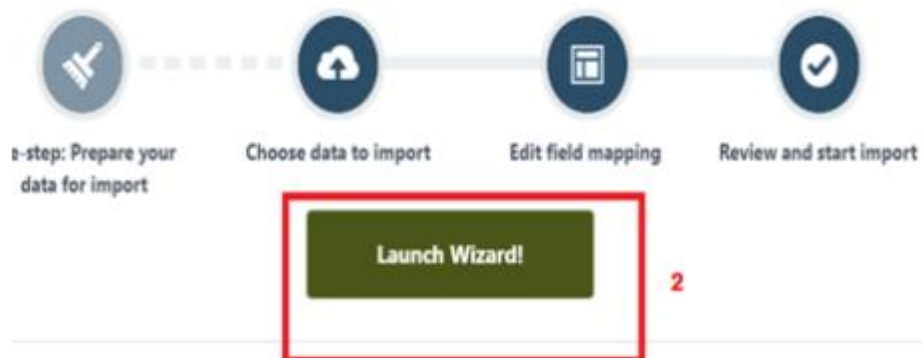 e-step: Prepare your
data for import
Choose data to import
Edit field mapping
Review and start import
Launch Wizard!
2